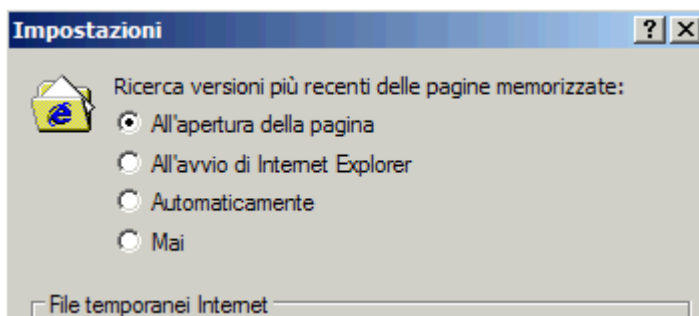 Impostazioni
Ricerca versioni più recenti delle pagine memorizzate:
All'apertura della pagina
All'avvio di Internet Explorer
Automaticamente
Mai
File temporanei Internet